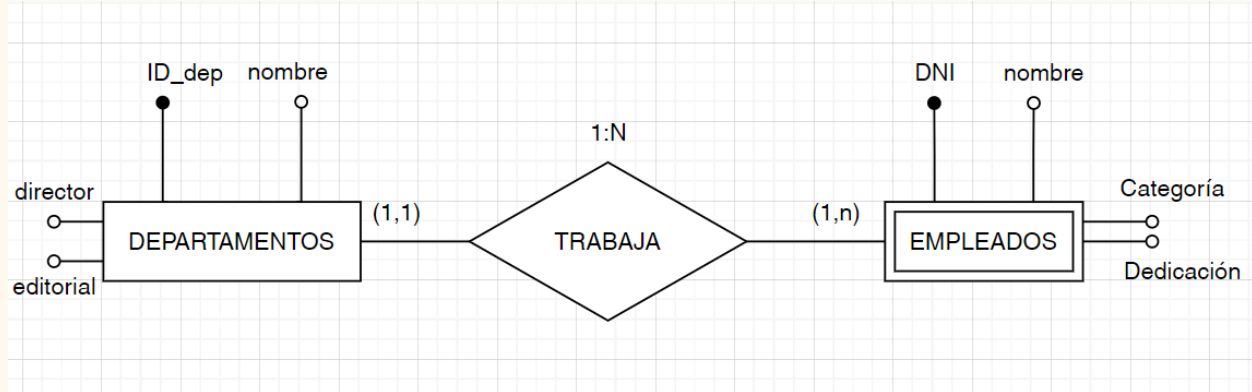 ID_dep
nombre
DNI
nombre
1:N
director
Categoría
(1,1)
(1,n)
DEPARTAMENTOS
TRABAJA
EMPLEADOS
editorial
Dedicación